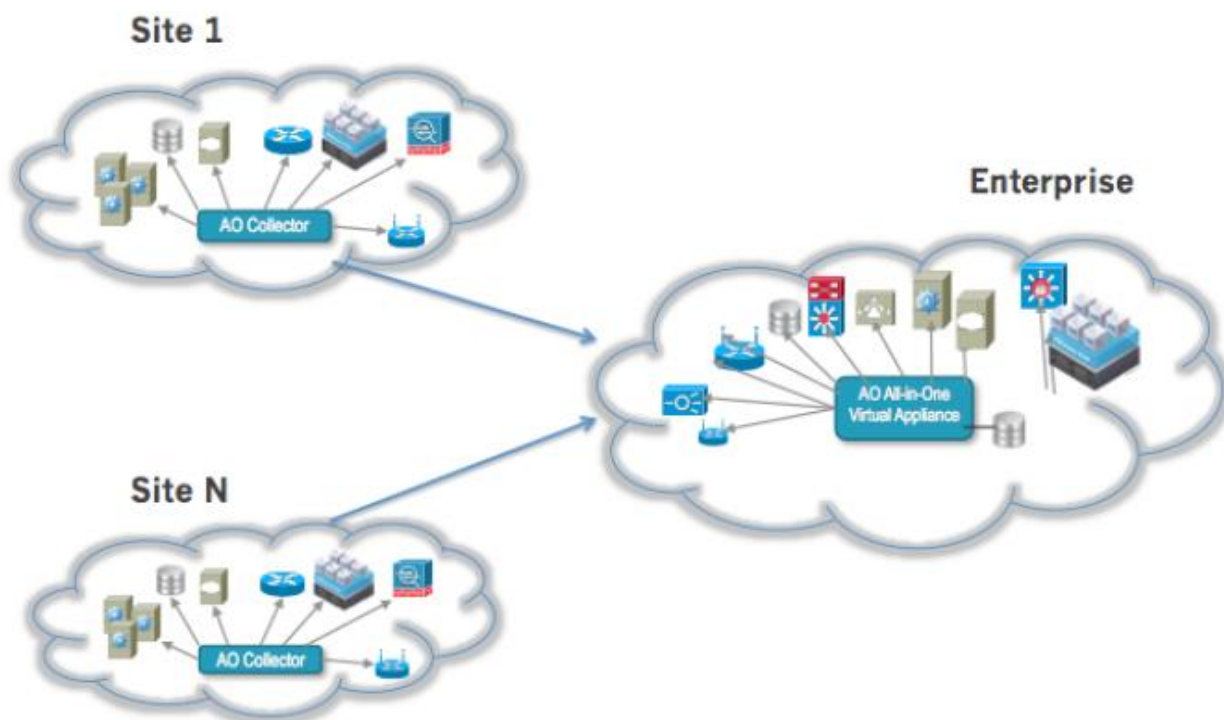 Site 1
AO Collector
Enterprise
AO All-in-One
Virtual Appliance
Site N
AO Collector